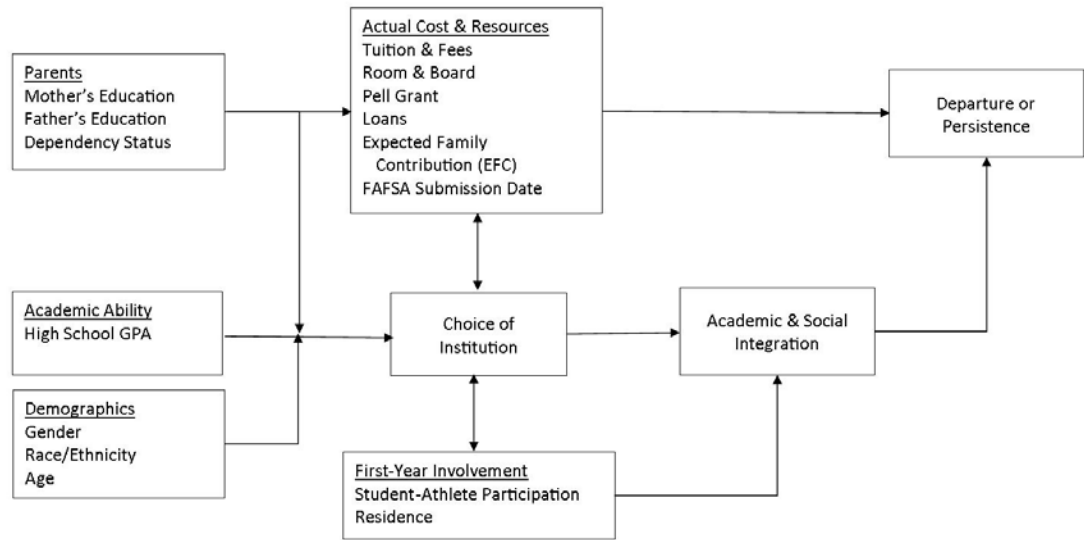 Parents
Mother's Education
Father's Education
Dependency Status
Actual Cost & Resources
Tuition & Fees
Room & Board
Pell Grant
Loans
Expected Family
Contribution (EFC)
FAFSA Submission Date
Departure or
Persistence
Academic Ability
High School GPA
Choice of
Institution
Academic & Social
Integration
Demographics
Gender
Race/Ethnicity
Age
First-Year Involvement
Student-Athlete Participation
Residence